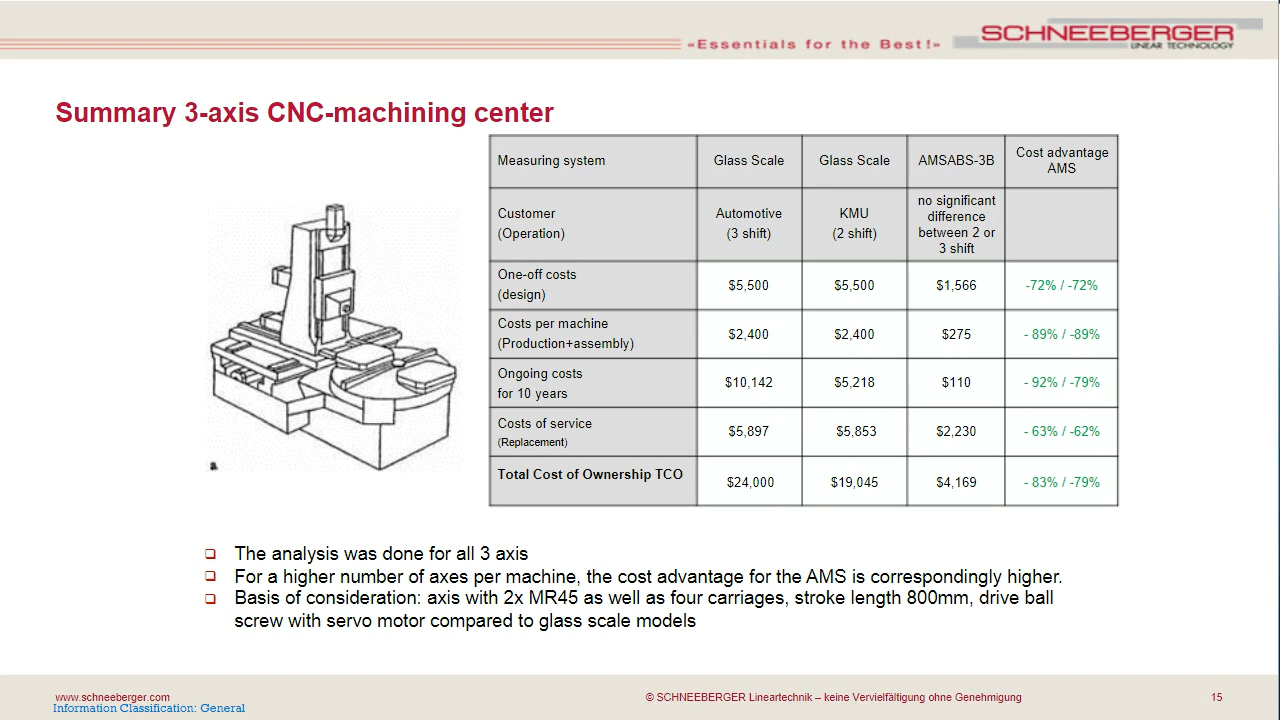 «Essentials for the Best!»
SCHNEEBERGER
LINEAR TECHNOLOGY
Summary 3-axis CNC-machining center
Measuring system Glass Scale Glass Scale AMSABS-3B Cost advantage AMS
Customer (Operation) Automotive (3 shift) KMU (2 shift) no significant difference between 2 or 3 shift
One-off costs (design) $5,500 $5,500 $1,566 -72% / -72%
Costs per machine (Production+assembly) $2,400 $2,400 $275 - 89% / -89%
Ongoing costs for 10 years $10,142 $5,218 $110 - 92% / -79%
Costs of service (Replacement) $5,897 $5,853 $2,230 - 63% / -62%
Total Cost of Ownership TCO $24,000 $19,045 $4,169 - 83% / -79%
a
The analysis was done for all 3 axis
For a higher number of axes per machine, the cost advantage for the AMS is correspondingly higher.
Basis of consideration: axis with 2x MR45 as well as four carriages, stroke length 800mm, drive ball
screw with servo motor compared to glass scale models
www.schneeberger.com
© SCHNEEBERGER Lineartechnik – keine Vervielfältigung ohne Genehmigung
15
Information Classification: General